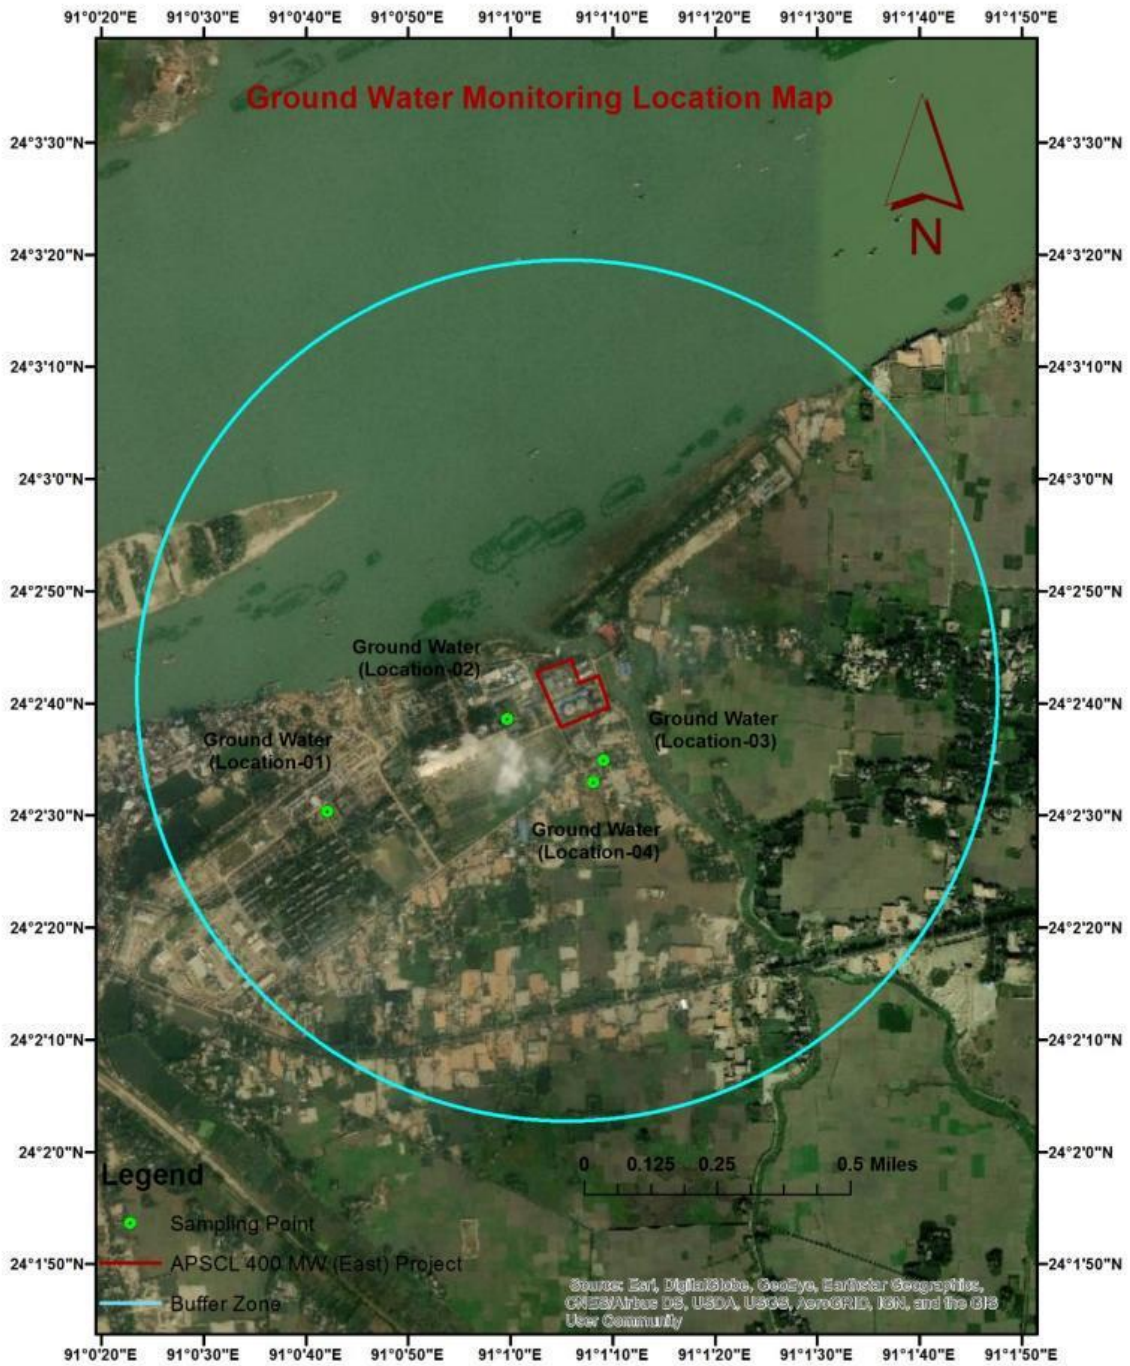 91°0'20"E 91°0'30"E 91°0'40"E 91°0'50"E 91°1'0"E 91°1'10"E 91°1'20"E 91°1'30"E 91°1'40"E 91°1'50"E
Ground Water Monitoring Location Map
24°3'30"N 24°3'30"N
N
24°3'20"N 24°3'20"N
24°3'10"N 24°3'10"N
24°3'0"N 24°3'0"N
24°2'50"N 24°2'50"N
Ground Water
(Location-02)
24°2'40"N 24°2'40"N
Ground Water
(Location-03)
Ground Water
(Location-01)
24°2'30"N 24°2'30"N
Ground Water
(Location-04)
24°2'20"N 24°2'20"N
24°2'10"N 24°2'10"N
24°2'0"N 24°2'0"N
0 0.125 0.25 0.5 Miles
Legend
Sampling Point
APSCL 400 MW (East) Project
24°1'50"N 24°1'50"N
Buffer Zone
Source: Esri, DigitalGlobe, GeoEye, Earthstar Geographics,
CNES/Airbus DS, USDA, USGS, AeroGRID, IGN, and the GIS
User Community
91°0'20"E 91°0'30"E 91°0'40"E 91°0'50"E 91°1'0"E 91°1'10"E 91°1'20"E 91°1'30"E 91°1'40"E 91°1'50"E